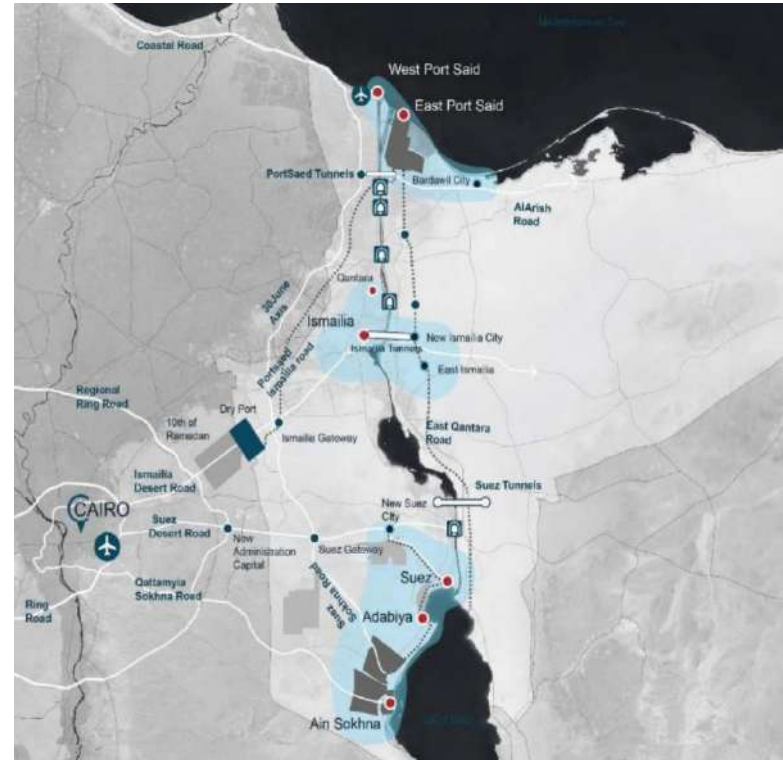 Mediterranean Sea
Coastal Road
West Port Said
East Port Said
PortSaed Tunnels
Bardawil City
AlArish
Road
Qantara
30June
Axis
Ismailia
New Ismailia City
Ismailia Tunnels
Portsaed
Ismailia road
East Ismailia
Regional
Ring Road
Dry Port
10th of
Ramadan
Ismailia Gateway
East Qantara
Road
Ismailia
Desert Road
Suez Tunnels
CAIRO
New Suez
City
Suez
Desert Road
New
Administration
Capital
Suez Gateway
Suez
Qattamyia
Sokhna Road
Suez
Sokhna Road
Adabiya
Ring
Road
Ain Sokhna